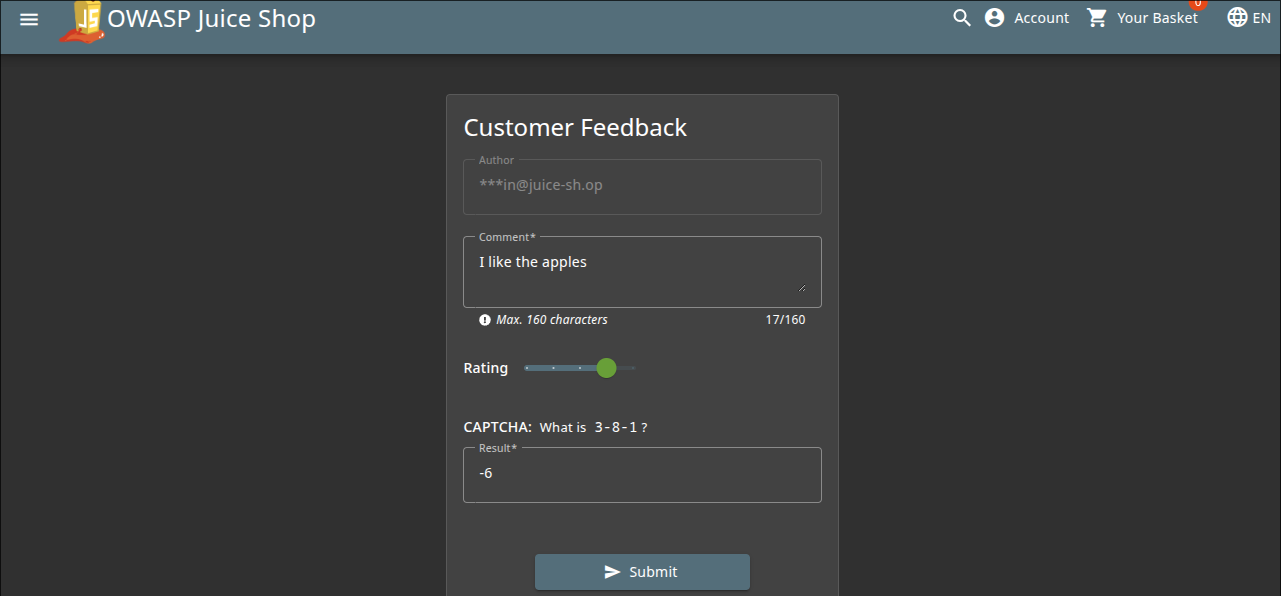 OWASP Juice Shop
Account
Your Basket
0
EN
Customer Feedback
Author
***in@juice-sh.op
Comment*
I like the apples
Max. 160 characters
17/160
Rating
CAPTCHA: What is 3-8-1 ?
Result*
-6
Submit